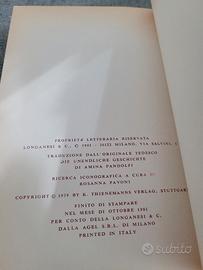 PROPRIETÀ LETTERARIA RISERVATA
LONGANESI & C., © 1981 - 20122 MILANO, VIA SALVINI, 3
TRADUZIONE DALL'ORIGINALE TEDESCO
DIE UNENDLICHE GESCHICHTE
DI AMINA PANDOLFI
RICERCA ICONOGRAFICA A CURA DI
ROSANNA PAVONI
COPYRIGHT © 1979 BY K. THIENEMANNS VERLAG, STUTTGART
FINITO DI STAMPARE
NEL MESE DI OTTOBRE 1981
PER CONTO DELLA LONGANESI & C.
DALLA AGEL S.R.L. DI MILANO
PRINTED IN ITALY
subito